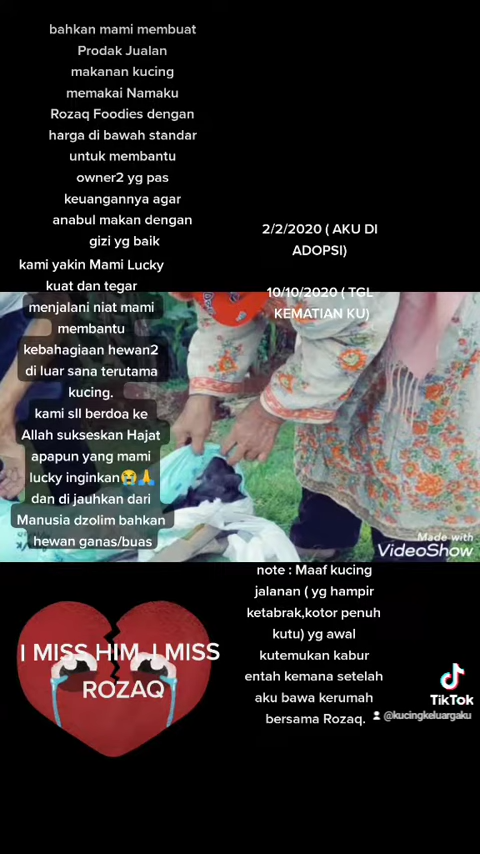 bahkan mami membuat
Prodak Jualan
makanan kucing
memakai Namaku
Rozaq Foodies dengan
harga di bawah standar
untuk membantu
owner2 yg pas
keuangannya agar
anabul makan dengan
gizi yg baik
kami yakin Mami Lucky
kuat dan tegar
menjalani niat mami
membantu
kebahagiaan hewan2
di luar sana terutama
kucing.
kami sll berdoa ke
Allah sukseskan Hajat
apapun yang mami
lucky inginkan😭🙏
dan di jauhkan dari
Manusia dzolim bahkan
hewan ganas/buas
2/2/2020 ( AKU DI
ADOPSI)
10/10/2020 ( TGL
KEMATIAN KU)
Made with
VideoShow
note : Maaf kucing
jalanan ( yg hampir
ketabrak,kotor penuh
kutu) yg awal
kutemukan kabur
entah kemana setelah
aku bawa kerumah
bersama Rozaq.
I MISS HIM, I MISS
ROZAQ
TikTok
@kucingkeluargaku